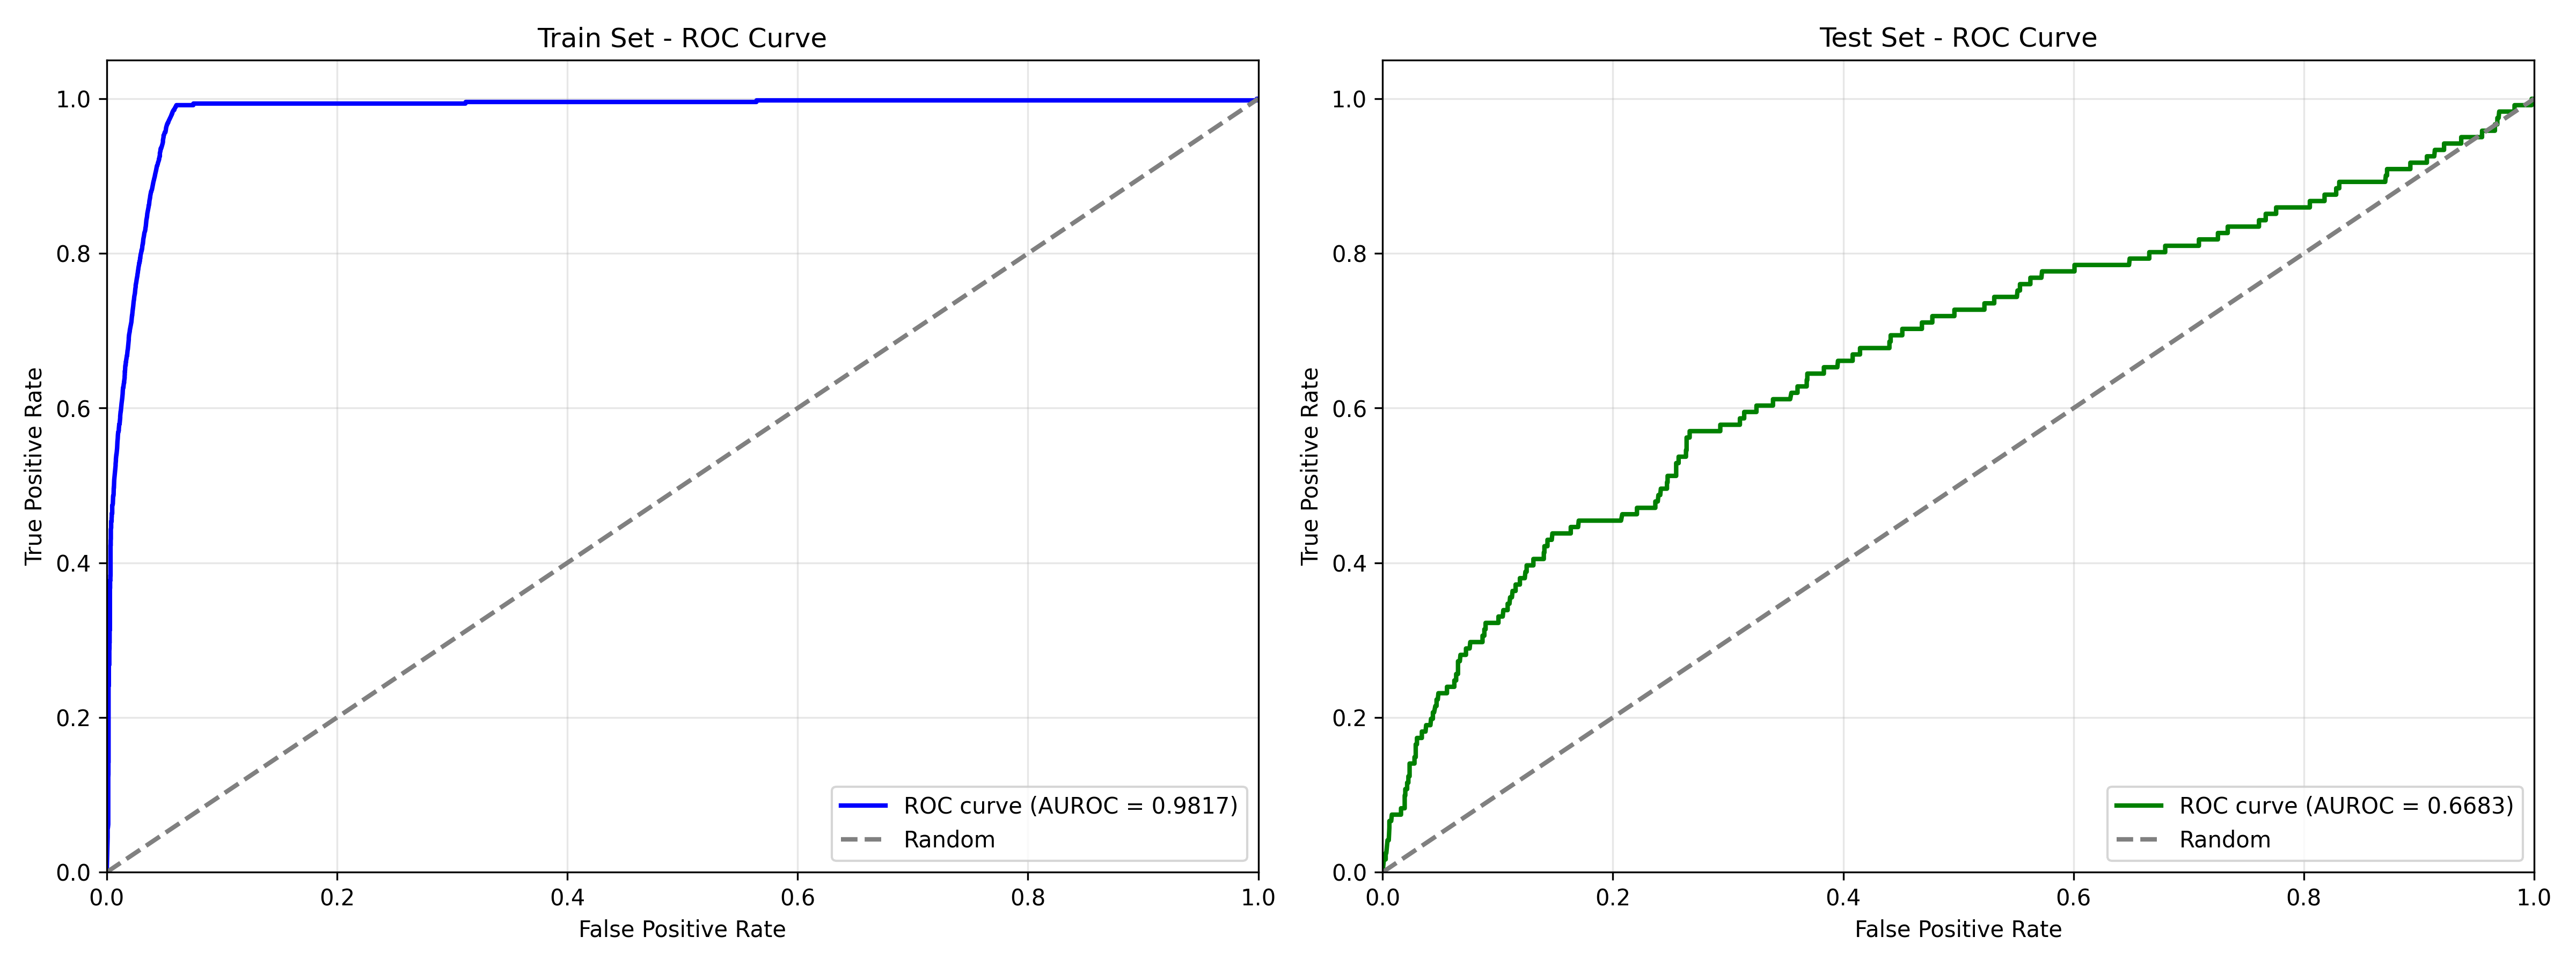 Train Set - ROC Curve
True Positive Rate
1.0
0.8
0.6
0.4
0.2
0.0
0.0 0.2 0.4 0.6 0.8 1.0
False Positive Rate
ROC curve (AUROC = 0.9817)
Random
Test Set - ROC Curve
True Positive Rate
1.0
0.8
0.6
0.4
0.2
0.0
0.0 0.2 0.4 0.6 0.8 1.0
False Positive Rate
ROC curve (AUROC = 0.6683)
Random